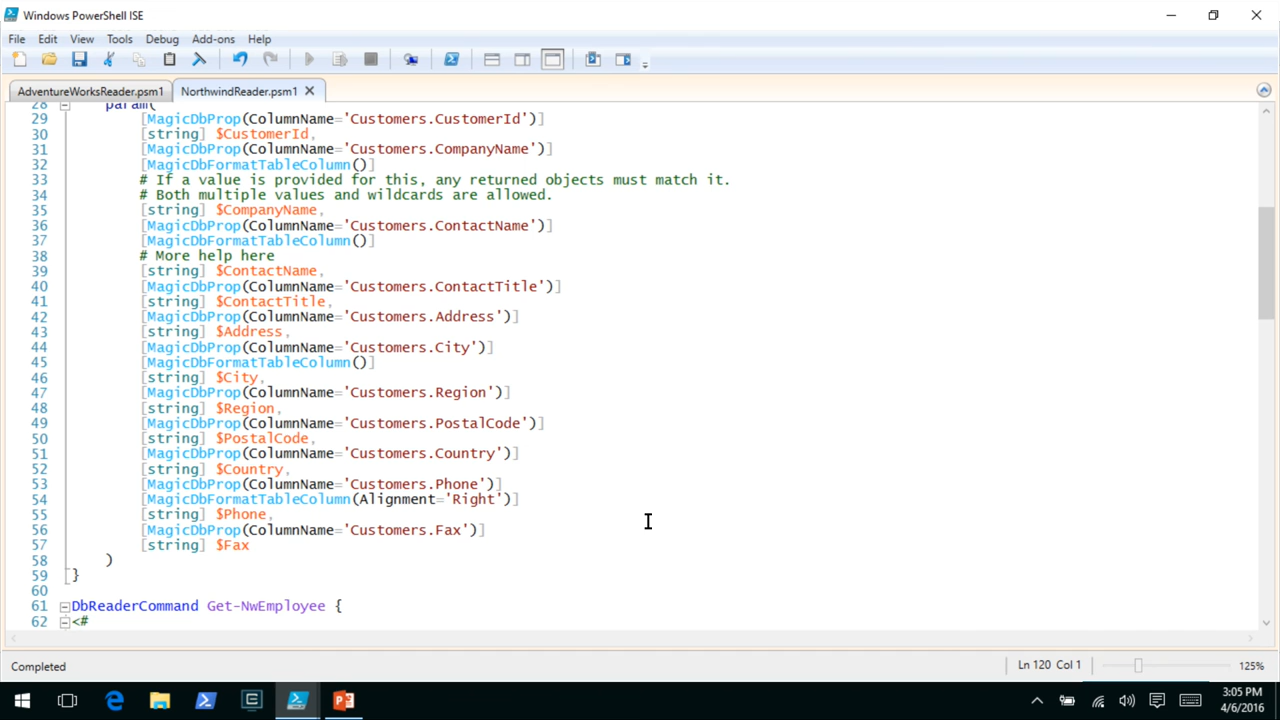 Windows PowerShell ISE
File Edit View Tools Debug Add-ons Help
AdventureWorksReader.psm1 NorthwindReader.psm1
28 param(
29 [MagicDbProp(ColumnName='Customers.CustomerId')]
30 [string] $CustomerId,
31 [MagicDbProp(ColumnName='Customers.CompanyName')]
32 [MagicDbFormatTableColumn()]
33 # If a value is provided for this, any returned objects must match it.
34 # Both multiple values and wildcards are allowed.
35 [string] $CompanyName,
36 [MagicDbProp(ColumnName='Customers.ContactName')]
37 [MagicDbFormatTableColumn()]
38 # More help here
39 [string] $ContactName,
40 [MagicDbProp(ColumnName='Customers.ContactTitle')]
41 [string] $ContactTitle,
42 [MagicDbProp(ColumnName='Customers.Address')]
43 [string] $Address,
44 [MagicDbProp(ColumnName='Customers.City')]
45 [MagicDbFormatTableColumn()]
46 [string] $City,
47 [MagicDbProp(ColumnName='Customers.Region')]
48 [string] $Region,
49 [MagicDbProp(ColumnName='Customers.PostalCode')]
50 [string] $PostalCode,
51 [MagicDbProp(ColumnName='Customers.Country')]
52 [string] $Country,
53 [MagicDbProp(ColumnName='Customers.Phone')]
54 [MagicDbFormatTableColumn(Alignment='Right')]
55 [string] $Phone,
56 [MagicDbProp(ColumnName='Customers.Fax')]
57 [string] $Fax
58 )
59 }
60
61 DbReaderCommand Get-NwEmployee {
62 <#
Completed Ln 120 Col 1 125%
3:05 PM
4/6/2016